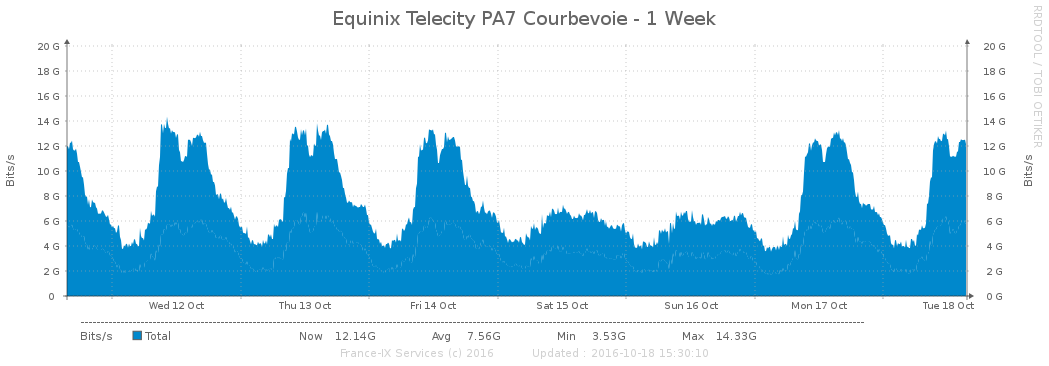 Equinix Telecity PA7 Courbevoie - 1 Week
RRDTOOL / TOBI OETIKER
20 G 20 G
18 G 18 G
16 G 16 G
14 G 14 G
12 G 12 G
10 G 10 G
8 G 8 G
6 G 6 G
4 G 4 G
2 G 2 G
0 0 G
Bits/s
Bits/s
Wed 12 Oct Thu 13 Oct Fri 14 Oct Sat 15 Oct Sun 16 Oct Mon 17 Oct Tue 18 Oct
Bits/s Total Now 12.14G Avg 7.56G Min 3.53G Max 14.33G
France-IX Services (c) 2016 Updated : 2016-10-18 15:30:10